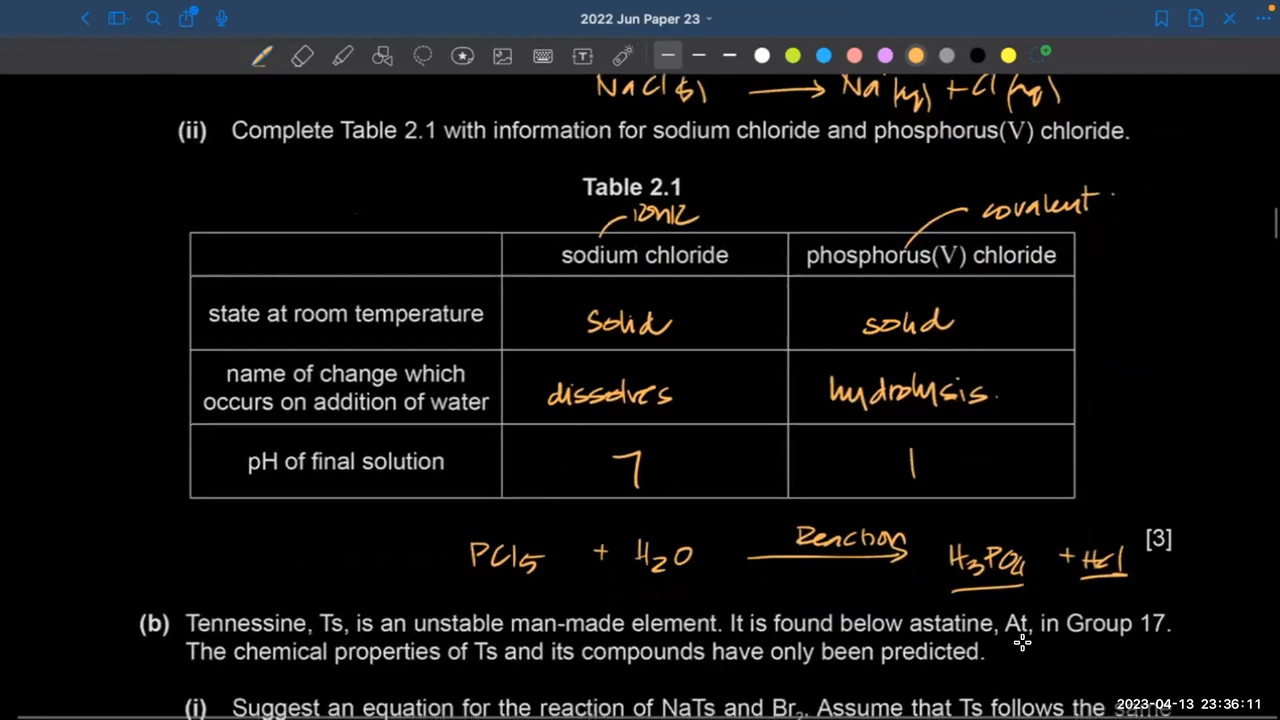 2022 Jun Paper 23
NaCl(s) → Na⁺(aq) + Cl⁻(aq)
(ii) Complete Table 2.1 with information for sodium chloride and phosphorus(V) chloride.
Table 2.1
ionic
covalent
sodium chloride phosphorus(V) chloride
state at room temperature solid solid
name of change which
occurs on addition of water dissolves hydrolysis.
pH of final solution 7 1
Reaction
[3]
PCl5 + H2O → H3PO4 + HCl
(b) Tennessine, Ts, is an unstable man-made element. It is found below astatine, At, in Group 17.
The chemical properties of Ts and its compounds have only been predicted.
(i) Suggest an equation for the reaction of NaTs and Br2. Assume that Ts follows the same
2023-04-13 23:36:11